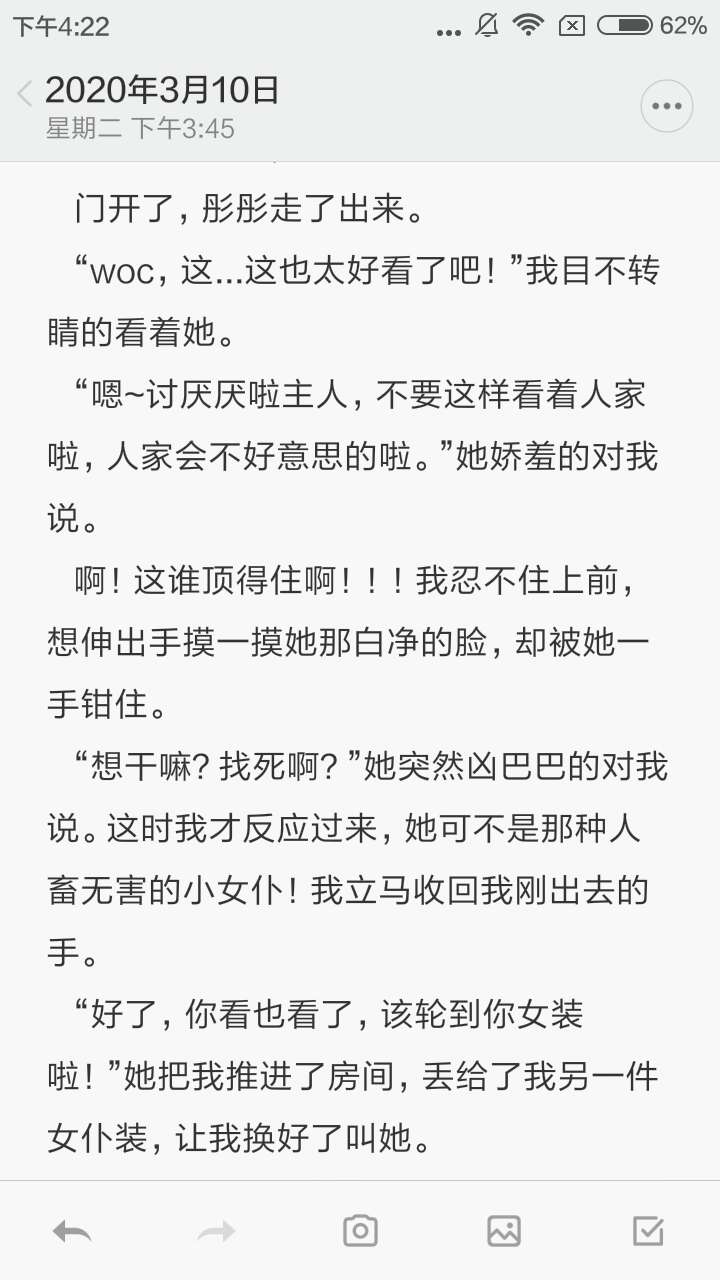 下午4:22
62%
2020年3月10日
星期二 下午3:45
门开了，彤彤走了出来。
“woc，这...这也太好看了吧！”我目不转
睛的看着她。
“嗯~讨厌厌啦主人，不要这样看着人家
啦，人家会不好意思的啦。”她娇羞的对我
说。
啊！这谁顶得住啊！！！我忍不住上前，
想伸出手摸一摸她那白净的脸，却被她一
手钳住。
“想干嘛？找死啊？”她突然凶巴巴的对我
说。这时我才反应过来，她可不是那种人
畜无害的小女仆！我立马收回我刚出去的
手。
“好了，你看也看了，该轮到你女装
啦！”她把我推进了房间，丢给了我另一件
女仆装，让我换好了叫她。